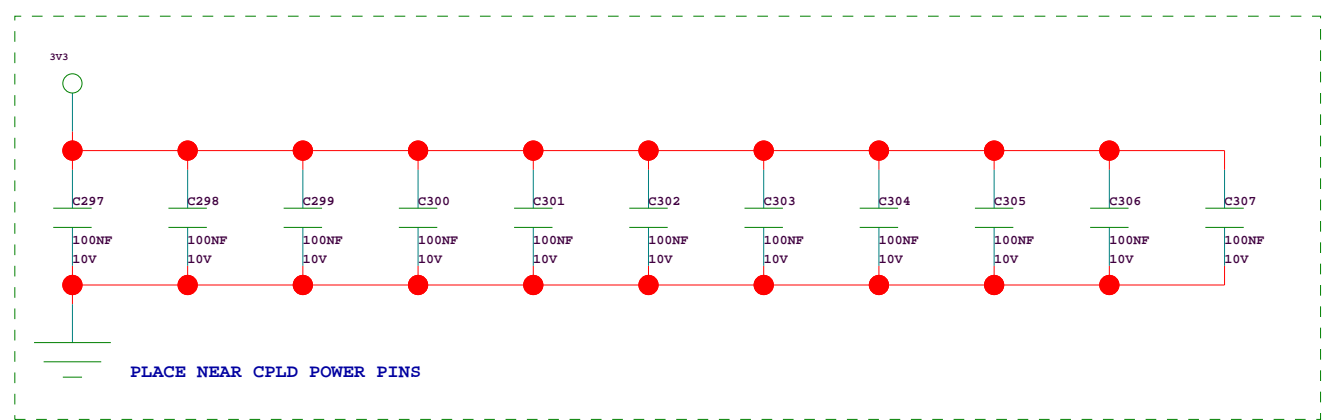 3V3
C297 C298 C299 C300 C301 C302 C303 C304 C305 C306 C307
100NF 100NF 100NF 100NF 100NF 100NF 100NF 100NF 100NF 100NF 100NF
10V 10V 10V 10V 10V 10V 10V 10V 10V 10V 10V
PLACE NEAR CPLD POWER PINS